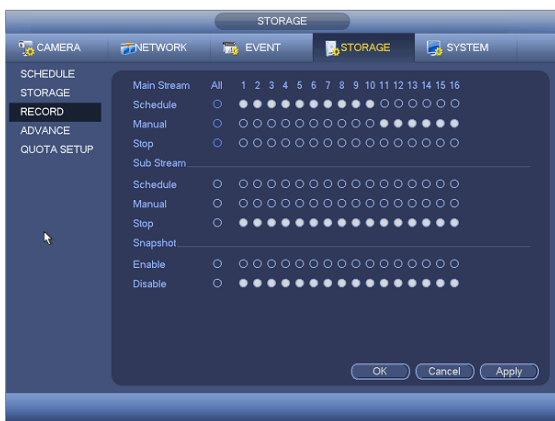 STORAGE
CAMERA NETWORK EVENT STORAGE SYSTEM
SCHEDULE
STORAGE
RECORD
ADVANCE
QUOTA SETUP
Main Stream All 1 2 3 4 5 6 7 8 9 10 11 12 13 14 15 16
Schedule
Manual
Stop
Sub Stream
Schedule
Manual
Stop
Snapshot
Enable
Disable
OK Cancel Apply